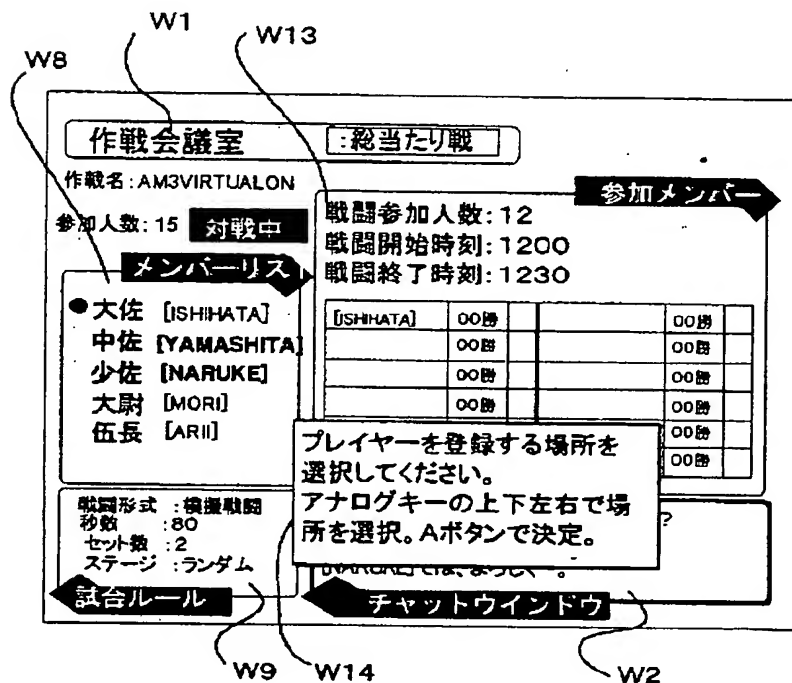 W1
W13
W8
作戦会議室 :総当たり戦
作戦名:AM3VIRTUALON
参加人数:15 対戦中
参加メンバー
戦闘参加人数:12
戦闘開始時刻:1200
戦闘終了時刻:1230
メンバーリスト
●大佐 [ISHIHATA]
中佐 [YAMASHITA]
少佐 [NARUKE]
大尉 [MORI]
伍長 [ARII]
[ISHIHATA] 00勝 00勝
00勝 00勝
00勝 00勝
00勝 00勝
00勝
00勝
プレイヤーを登録する場所を
選択してください。
アナログキーの上下左右で場
所を選択。Aボタンで決定。
?
戦闘形式 :模擬戦闘
秒数 :80
セット数 :2
ステージ :ランダム
試合ルール
チャットウインドウ
W9
W14
W2